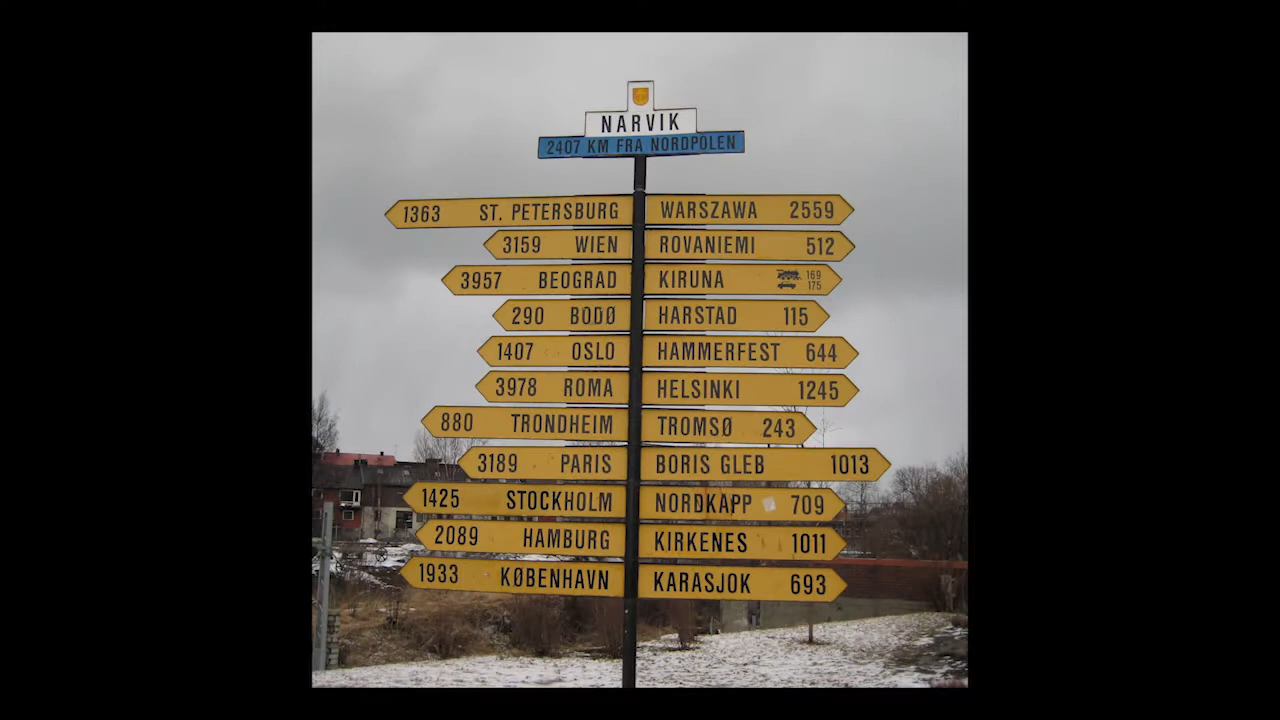 NARVIK
2407 KM FRA NORDPOLEN
1363 ST. PETERSBURG
WARSZAWA 2559
3159 WIEN
ROVANIEMI 512
3957 BEOGRAD
KIRUNA 169 175
290 BODØ
HARSTAD 115
1407 OSLO
HAMMERFEST 644
3978 ROMA
HELSINKI 1245
880 TRONDHEIM
TROMSØ 243
3189 PARIS
BORIS GLEB 1013
1425 STOCKHOLM
NORDKAPP 709
2089 HAMBURG
KIRKENES 1011
1933 KØBENHAVN
KARASJOK 693